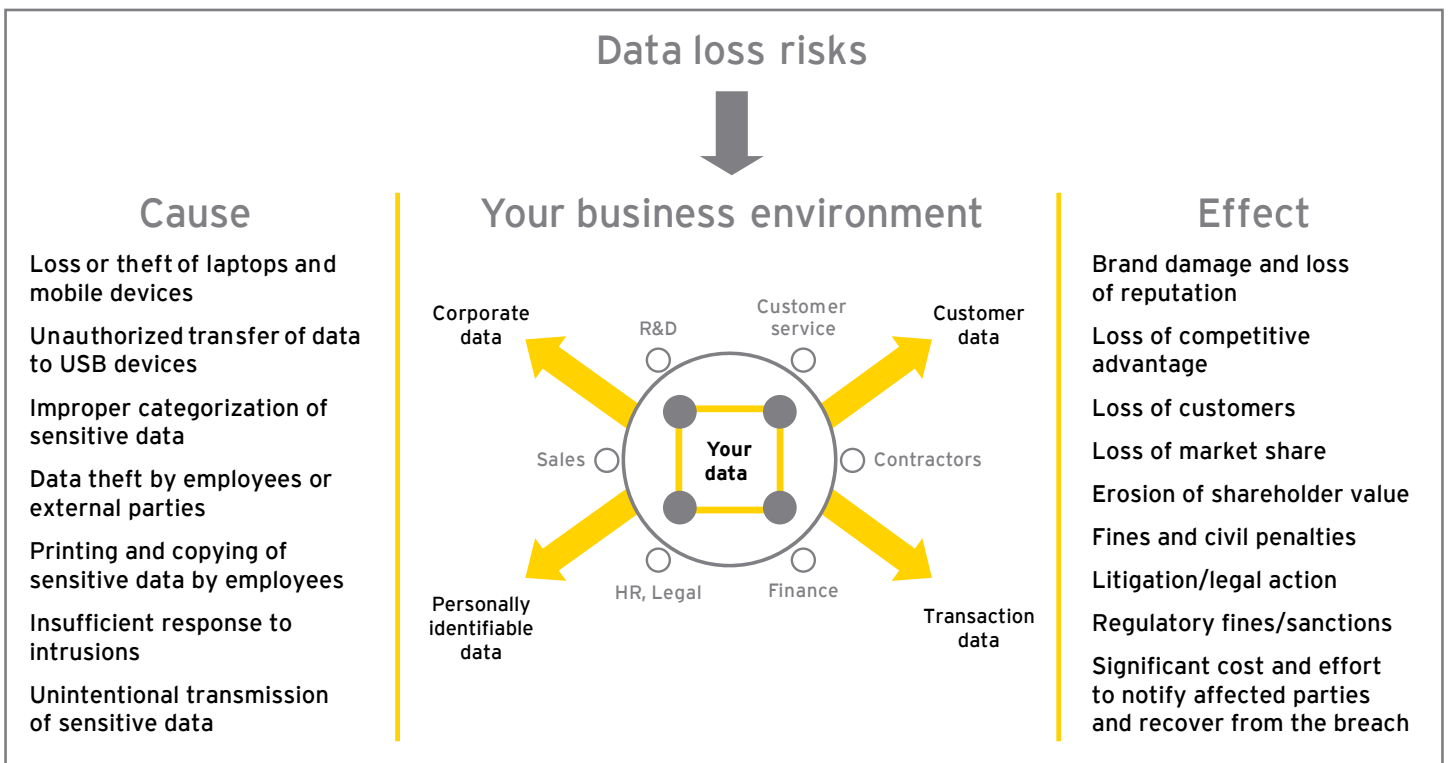 Data loss risks
Cause
Loss or theft of laptops and
mobile devices
Unauthorized transfer of data
to USB devices
Improper categorization of
sensitive data
Data theft by employees or
external parties
Printing and copying of
sensitive data by employees
Insufficient response to
intrusions
Unintentional transmission
of sensitive data
Your business environment
Corporate
data
R&D
Customer
service
Customer
data
Sales
Your
data
Contractors
Personally
identifiable
data
HR, Legal
Finance
Transaction
data
Effect
Brand damage and loss
of reputation
Loss of competitive
advantage
Loss of customers
Loss of market share
Erosion of shareholder value
Fines and civil penalties
Litigation/legal action
Regulatory fines/sanctions
Significant cost and effort
to notify affected parties
and recover from the breach